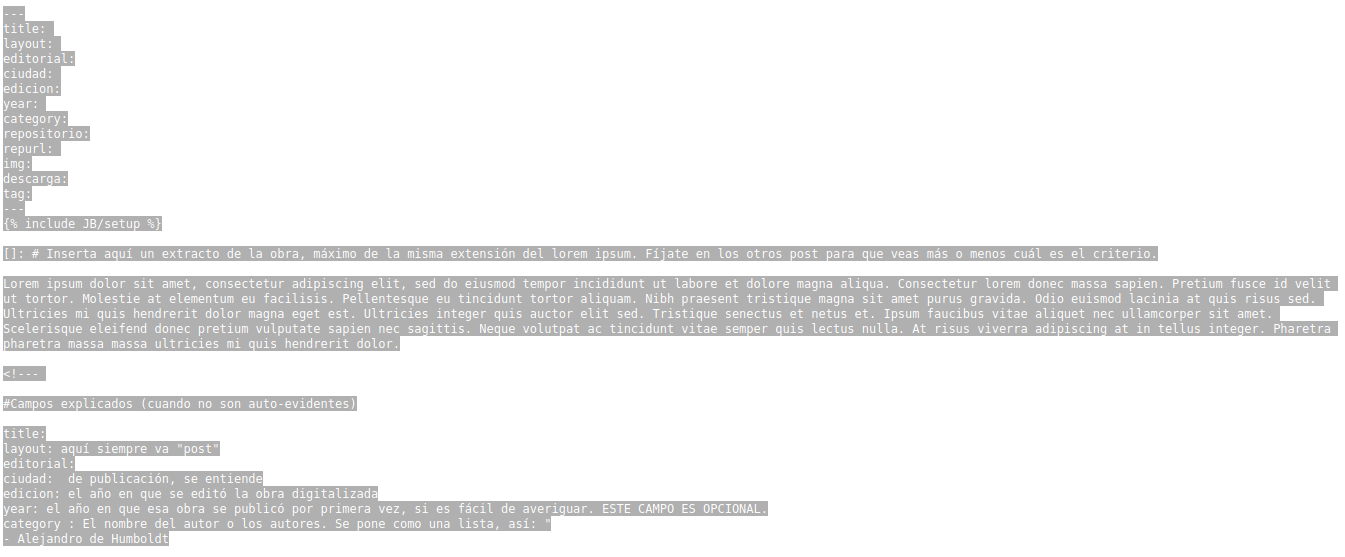 ---
title:
layout:
editorial:
ciudad:
edicion:
year:
category:
repositorio:
repurl:
img:
descarga:
tag:
---
{% include JB/setup %}
[]: # Inserta aquí un extracto de la obra, máximo de la misma extensión del lorem ipsum. Fíjate en los otros post para que veas más o menos cuál es el criterio.
Lorem ipsum dolor sit amet, consectetur adipiscing elit, sed do eiusmod tempor incididunt ut labore et dolore magna aliqua. Consectetur lorem donec massa sapien. Pretium fusce id velit
ut tortor. Molestie at elementum eu facilisis. Pellentesque eu tincidunt tortor aliquam. Nibh praesent tristique magna sit amet purus gravida. Odio euismod lacinia at quis risus sed.
Ultricies mi quis hendrerit dolor magna eget est. Ultricies integer quis auctor elit sed. Tristique senectus et netus et. Ipsum faucibus vitae aliquet nec ullamcorper sit amet.
Scelerisque eleifend donec pretium vulputate sapien nec sagittis. Neque volutpat ac tincidunt vitae semper quis lectus nulla. At risus viverra adipiscing at in tellus integer. Pharetra
pharetra massa massa ultricies mi quis hendrerit dolor.
<!---
#Campos explicados (cuando no son auto-evidentes)
title:
layout: aquí siempre va "post"
editorial:
ciudad:  de publicación, se entiende
edicion: el año en que se editó la obra digitalizada
year: el año en que esa obra se publicó por primera vez, si es fácil de averiguar. ESTE CAMPO ES OPCIONAL.
category : El nombre del autor o los autores. Se pone como una lista, así: "
- Alejandro de Humboldt